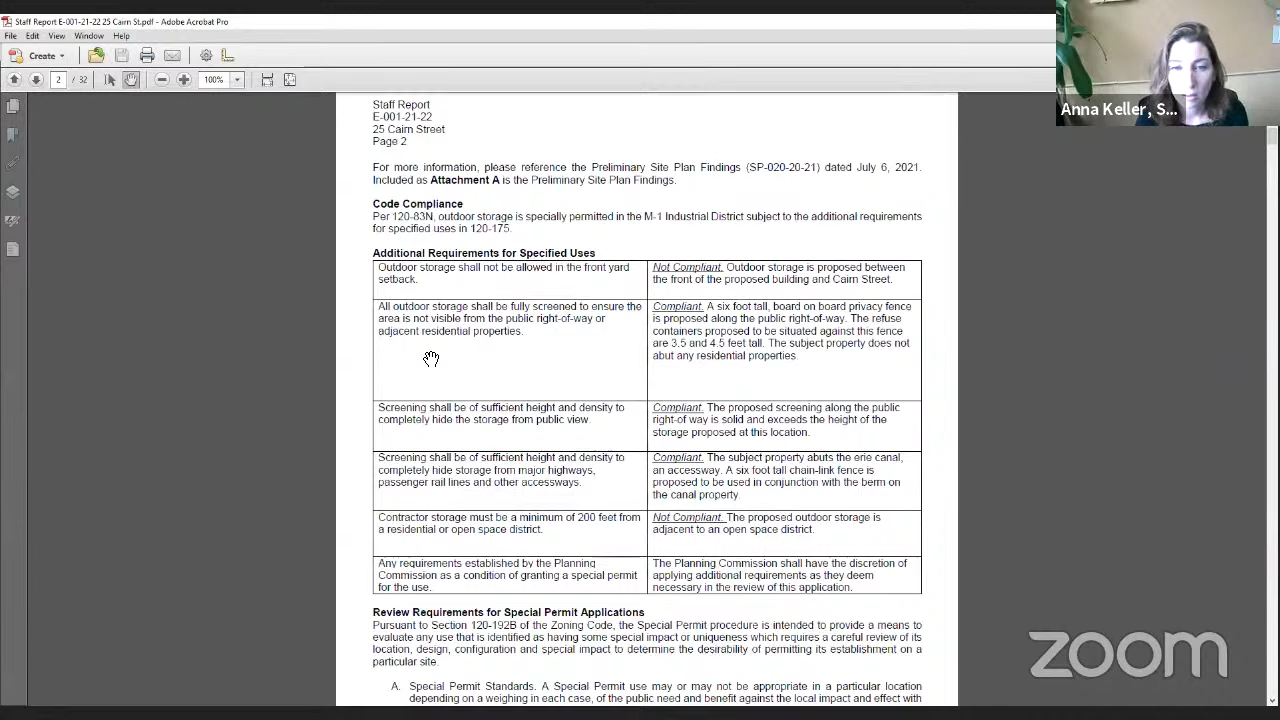 Staff Report E-001-21-22 25 Cairn St.pdf - Adobe Acrobat Pro
File Edit View Window Help
Create
2 / 32 100%
Anna Keller, S...
Staff Report
E-001-21-22
25 Cairn Street
Page 2
For more information, please reference the Preliminary Site Plan Findings (SP-020-20-21) dated July 6, 2021.
Included as Attachment A is the Preliminary Site Plan Findings.
Code Compliance
Per 120-83N, outdoor storage is specially permitted in the M-1 Industrial District subject to the additional requirements
for specified uses in 120-175.
Additional Requirements for Specified Uses
Outdoor storage shall not be allowed in the front yard
setback.
Not Compliant. Outdoor storage is proposed between
the front of the proposed building and Cairn Street.
All outdoor storage shall be fully screened to ensure the
area is not visible from the public right-of-way or
adjacent residential properties.
Compliant. A six foot tall, board on board privacy fence
is proposed along the public right-of-way. The refuse
containers proposed to be situated against this fence
are 3.5 and 4.5 feet tall. The subject property does not
abut any residential properties.
Screening shall be of sufficient height and density to
completely hide the storage from public view.
Compliant. The proposed screening along the public
right-of way is solid and exceeds the height of the
storage proposed at this location.
Screening shall be of sufficient height and density to
completely hide storage from major highways,
passenger rail lines and other accessways.
Compliant. The subject property abuts the erie canal,
an accessway. A six foot tall chain-link fence is
proposed to be used in conjunction with the berm on
the canal property.
Contractor storage must be a minimum of 200 feet from
a residential or open space district.
Not Compliant. The proposed outdoor storage is
adjacent to an open space district.
Any requirements established by the Planning
Commission as a condition of granting a special permit
for the use.
The Planning Commission shall have the discretion of
applying additional requirements as they deem
necessary in the review of this application.
Review Requirements for Special Permit Applications
Pursuant to Section 120-192B of the Zoning Code, the Special Permit procedure is intended to provide a means to
evaluate any use that is identified as having some special impact or uniqueness which requires a careful review of its
location, design, configuration and special impact to determine the desirability of permitting its establishment on a
particular site.
A. Special Permit Standards. A Special Permit use may or may not be appropriate in a particular location
depending on a weighing in each case, of the public need and benefit against the local impact and effect with
zoom